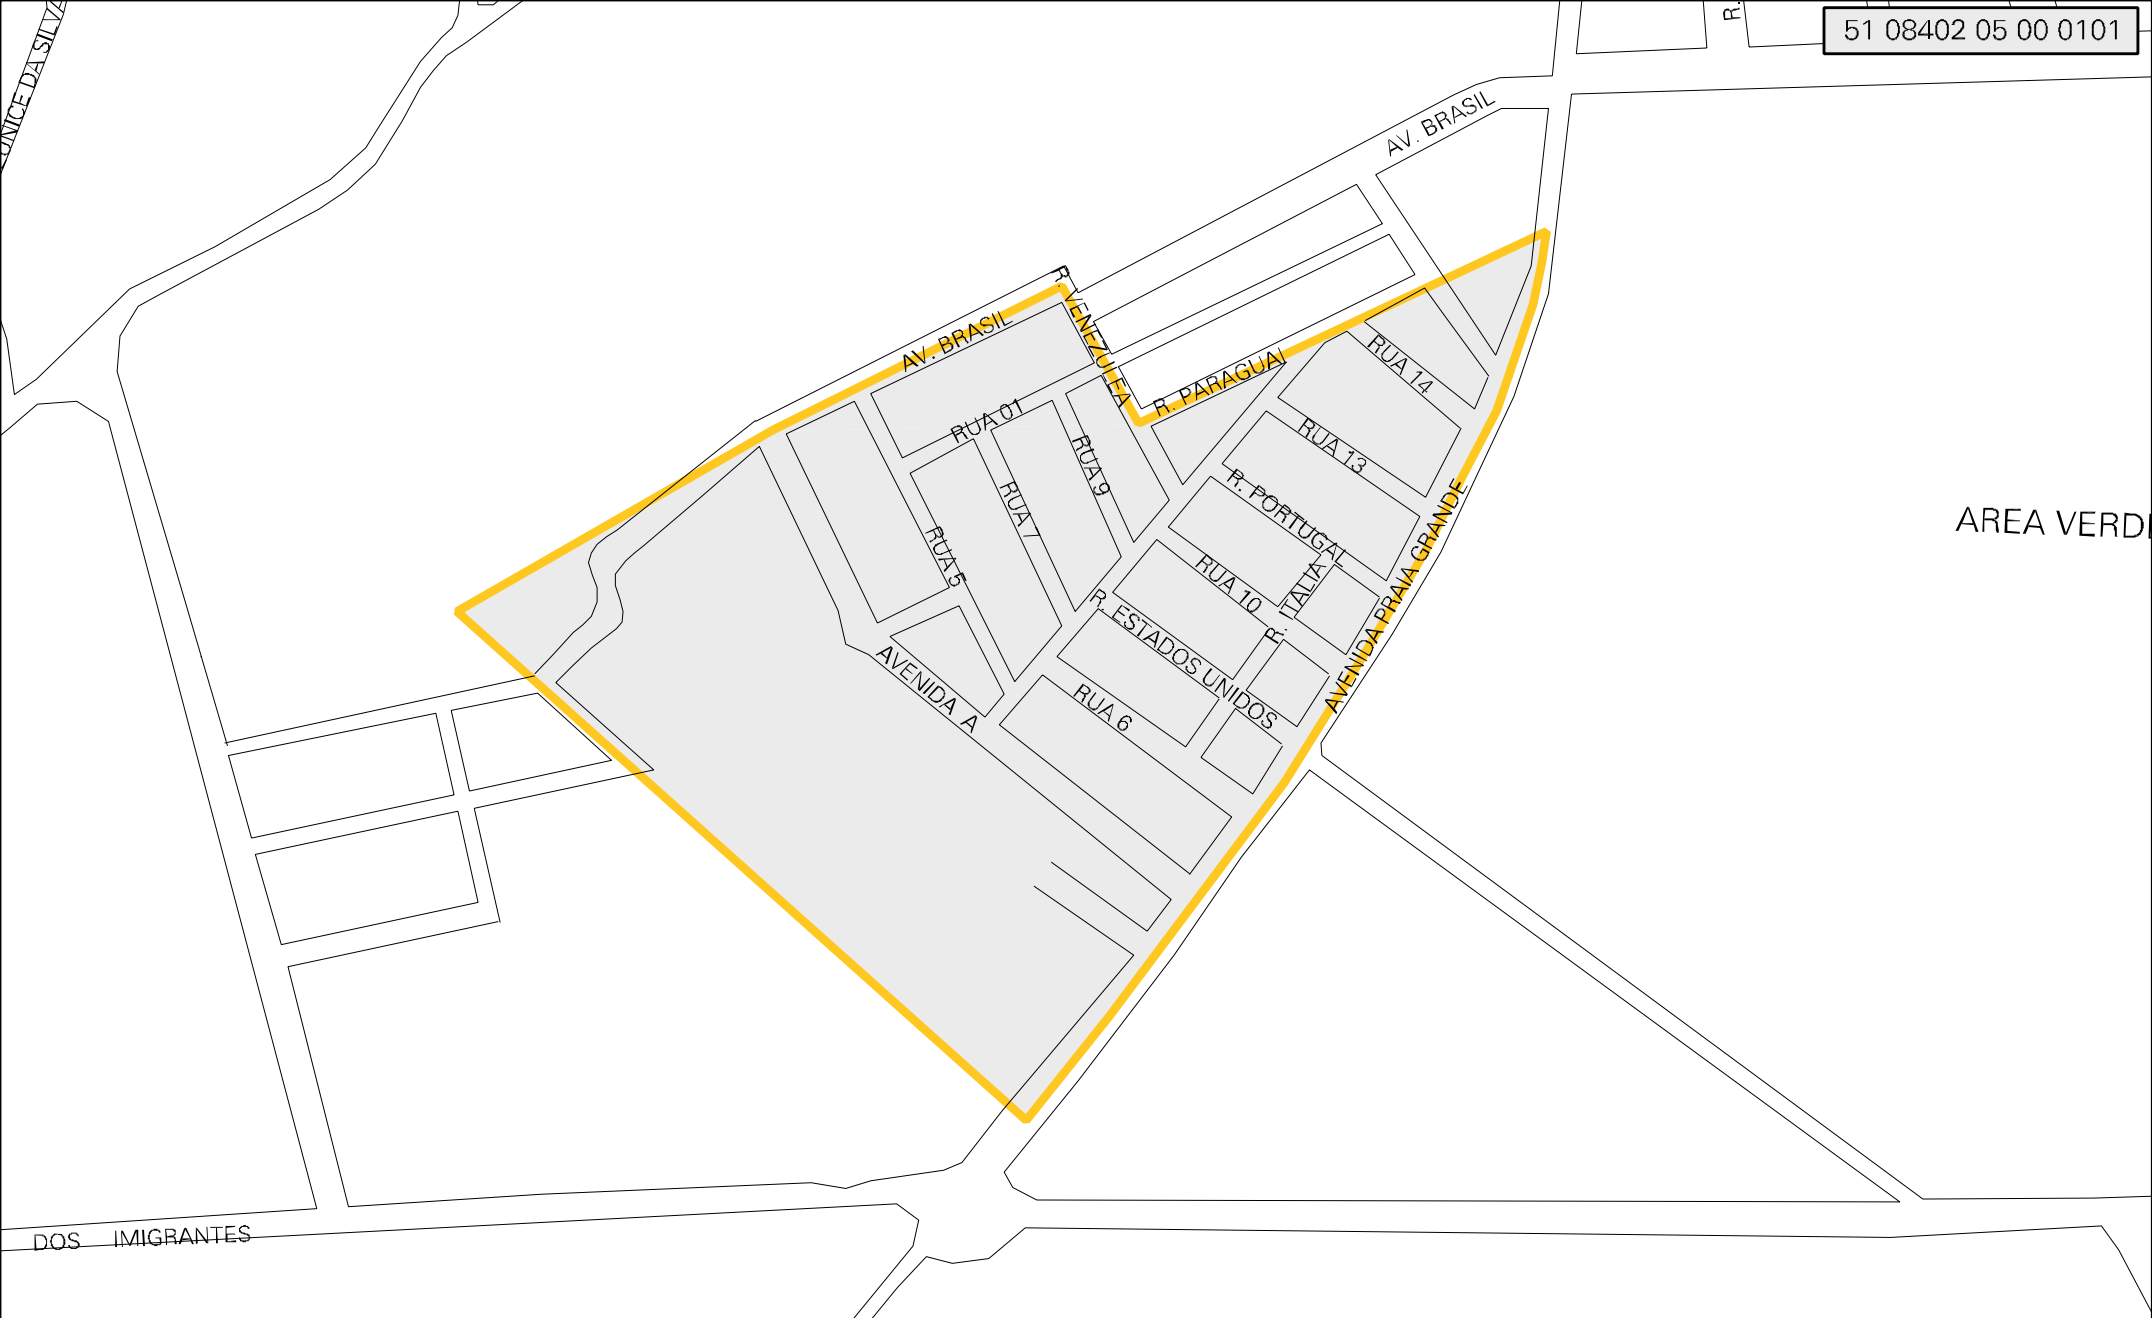 R.
51 08402 05 00 0101
AV. BRASIL
R. VENEZUELA
AV. BRASIL
R. PARAGUAI
RUA 14
RUA 01
RUA 13
RUA 9
R. PORTUGAL
RUA 7
RUA 5
AREA VERDE
AVENIDA PRAIA GRANDE
R. ITALIA
RUA 10
R. ESTADOS UNIDOS
AVENIDA A
RUA 6
DOS IMIGRANTES
DA SILVA